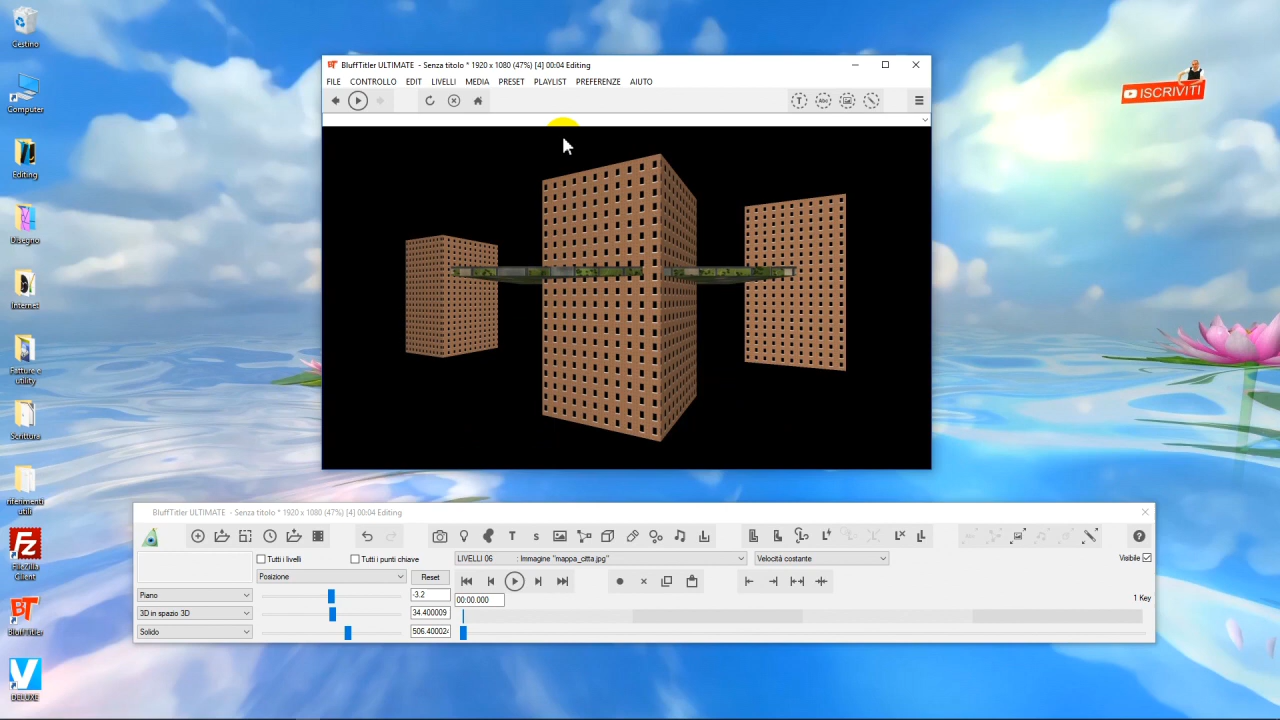 Cestino
Computer
Editing
Disegno
Internet
Fatture e
utility
Scrittura
riferimenti
utili
FileZilla
Client
BluffTitler
DELUXE
ISCRIVITI
BT BluffTitler ULTIMATE - Senza titolo * 1920 x 1080 (47%) [4] 00:04 Editing
FILE CONTROLLO EDIT LIVELLI MEDIA PRESET PLAYLIST PREFERENZE AIUTO
BluffTitler ULTIMATE - Senza titolo * 1920 x 1080 (47%) [4] 00:04 Editing
Tutti i livelli Tutti i punti chiave LIVELLI 06 : Immagine "mappa_citta.jpg" Velocità costante Visibile
Posizione Reset
Piano -3.2 00:00.000 1 Key
3D in spazio 3D 34.400009
Solido 506.40002